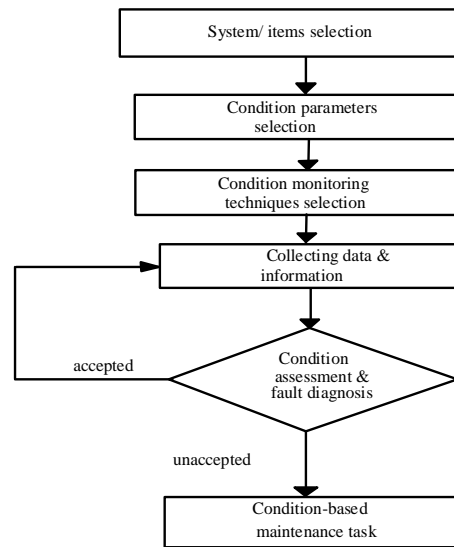 System/ items selection
Condition parameters
selection
Condition monitoring
techniques selection
Collecting data &
information
Condition
assessment &
fault diagnosis
accepted
unaccepted
Condition-based
maintenance task